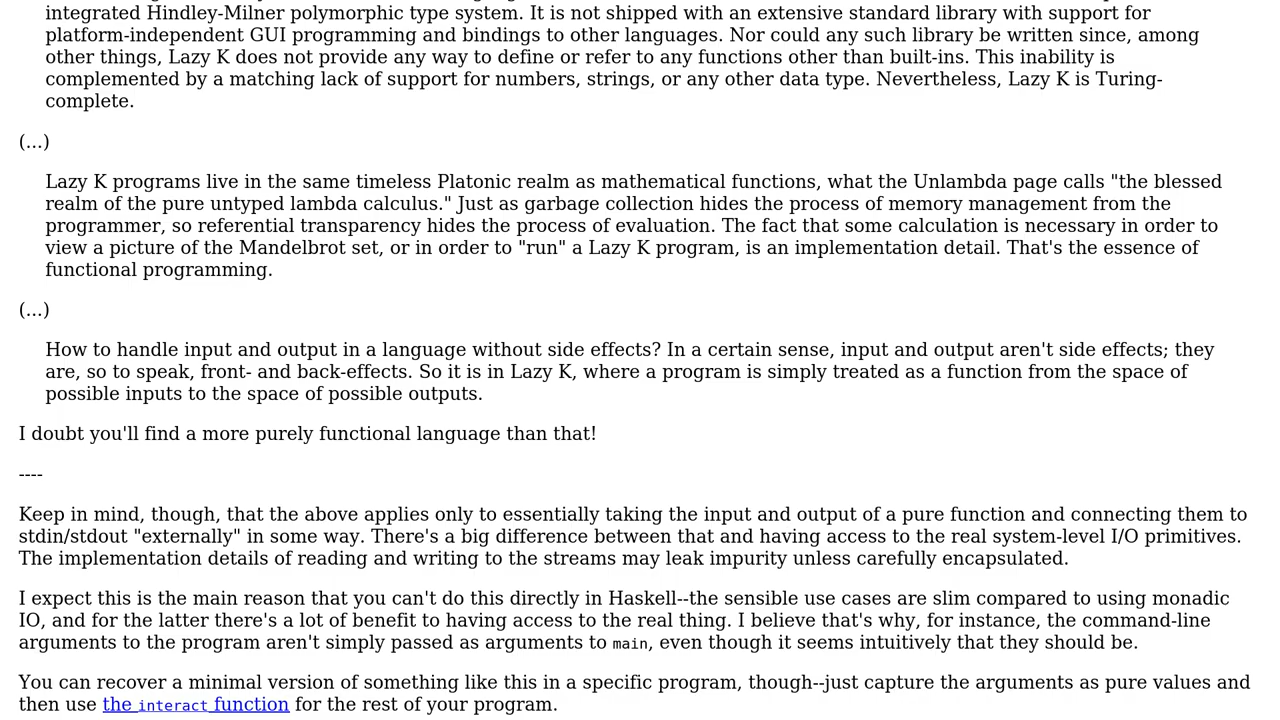 integrated Hindley-Milner polymorphic type system. It is not shipped with an extensive standard library with support for
platform-independent GUI programming and bindings to other languages. Nor could any such library be written since, among
other things, Lazy K does not provide any way to define or refer to any functions other than built-ins. This inability is
complemented by a matching lack of support for numbers, strings, or any other data type. Nevertheless, Lazy K is Turing-
complete.
(...)
Lazy K programs live in the same timeless Platonic realm as mathematical functions, what the Unlambda page calls "the blessed
realm of the pure untyped lambda calculus." Just as garbage collection hides the process of memory management from the
programmer, so referential transparency hides the process of evaluation. The fact that some calculation is necessary in order to
view a picture of the Mandelbrot set, or in order to "run" a Lazy K program, is an implementation detail. That's the essence of
functional programming.
(...)
How to handle input and output in a language without side effects? In a certain sense, input and output aren't side effects; they
are, so to speak, front- and back-effects. So it is in Lazy K, where a program is simply treated as a function from the space of
possible inputs to the space of possible outputs.
I doubt you'll find a more purely functional language than that!
----
Keep in mind, though, that the above applies only to essentially taking the input and output of a pure function and connecting them to
stdin/stdout "externally" in some way. There's a big difference between that and having access to the real system-level I/O primitives.
The implementation details of reading and writing to the streams may leak impurity unless carefully encapsulated.
I expect this is the main reason that you can't do this directly in Haskell--the sensible use cases are slim compared to using monadic
IO, and for the latter there's a lot of benefit to having access to the real thing. I believe that's why, for instance, the command-line
arguments to the program aren't simply passed as arguments to main, even though it seems intuitively that they should be.
You can recover a minimal version of something like this in a specific program, though--just capture the arguments as pure values and
then use the interact function for the rest of your program.